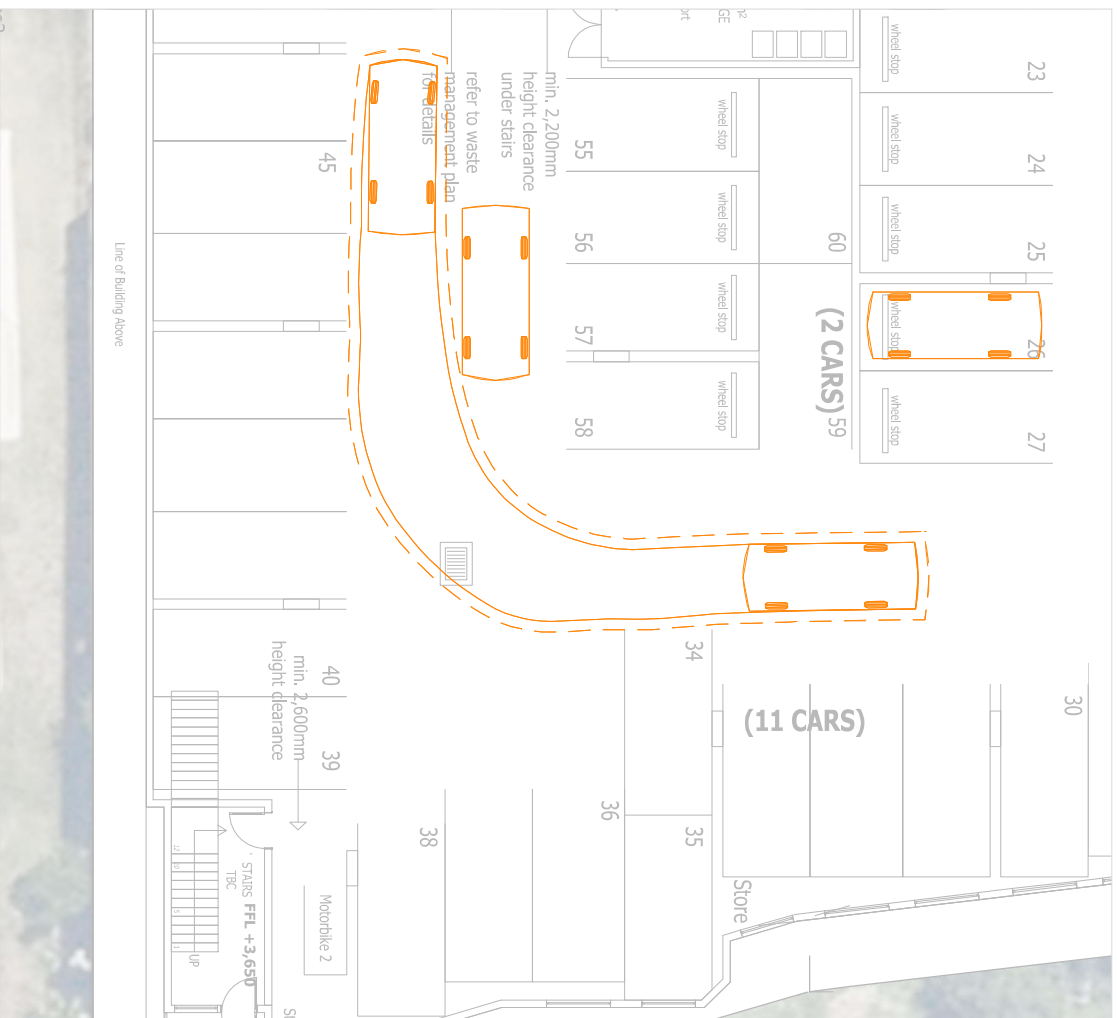 GE
23
24
25
26
27
wheel stop
wheel stop
wheel stop
wheel stop
wheel stop
min. 2,200mm
height clearance
under stairs
refer to waste
management plan
for details
45
55
56
57
58
wheel stop
wheel stop
wheel stop
wheel stop
60
59
(2 CARS)
Line of Building Above
34
30
(11 CARS)
35
36
38
40
39
min. 2,600mm
height clearance
Store
STAIRS
TBC
FFL +3,650
UP
Motorbike 2